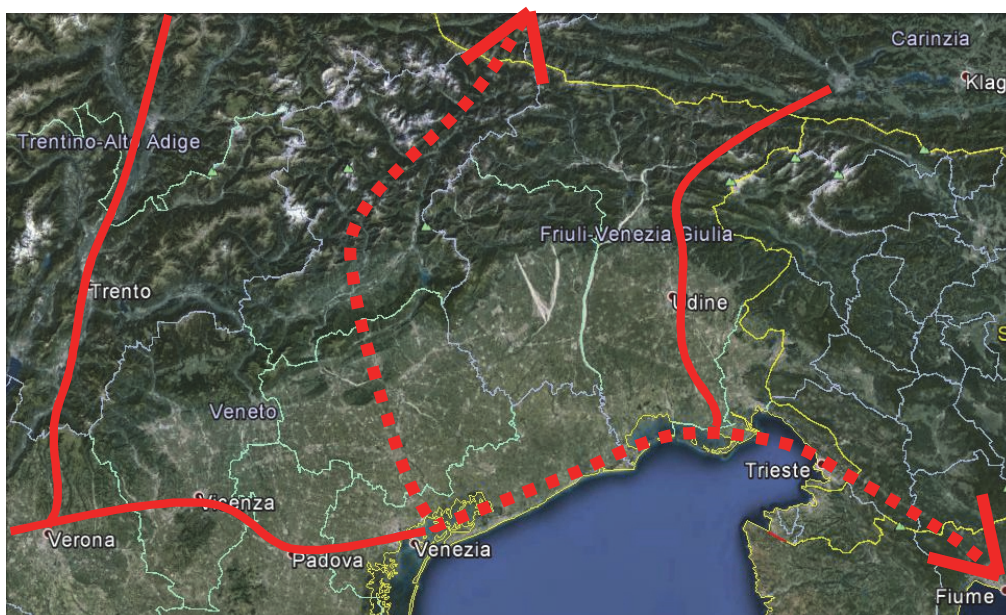 Carinzia
Klag
Trentino-Alto Adige
Friuli-Venezia Giulia
Trento
Udine
Veneto
Vicenza
Trieste
Verona
Padova
Venezia
Fiume